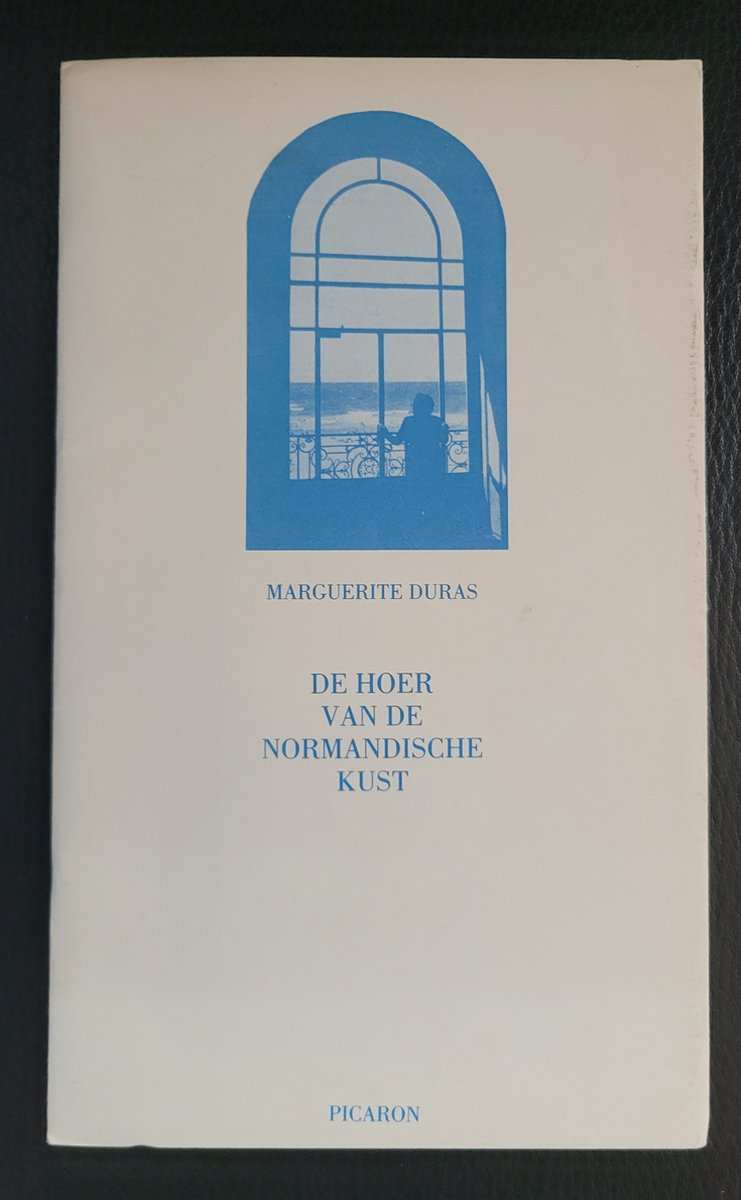 MARGUERITE DURAS
DE HOER
VAN DE
NORMANDISCHE
KUST
PICARON